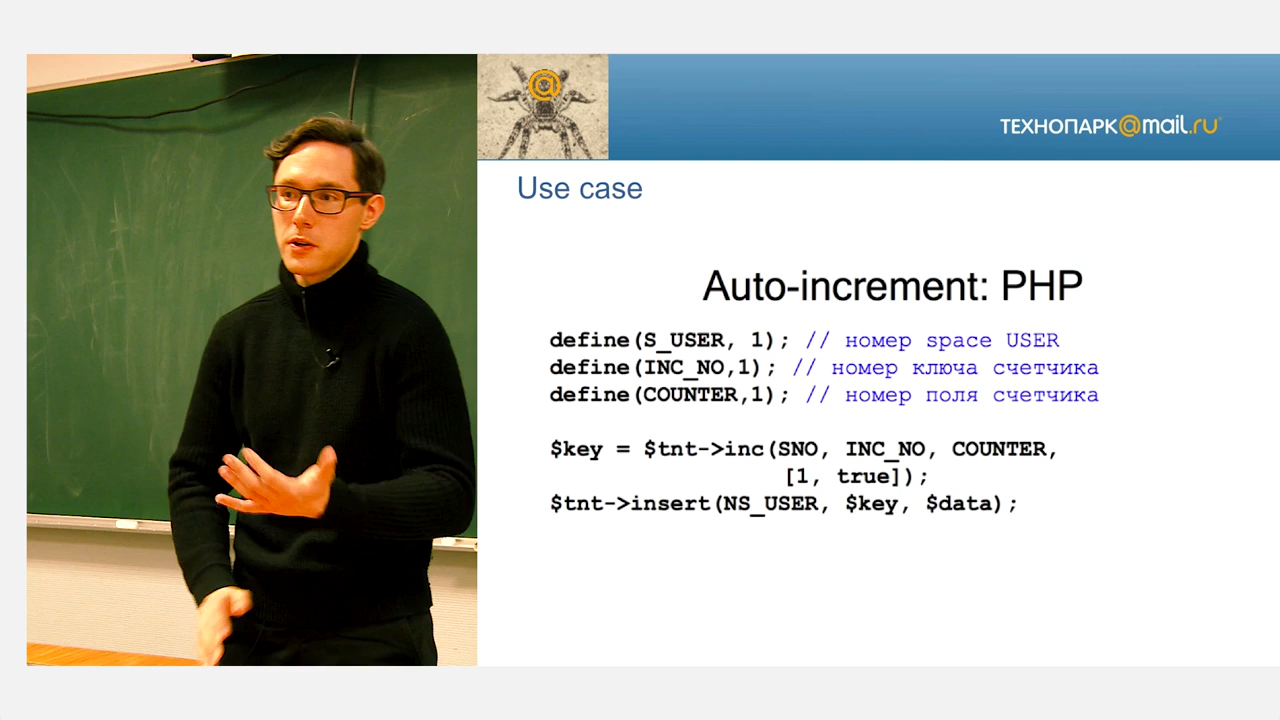 ТЕХНОПАРК@mail.ru
Use case
Auto-increment: PHP
define(S_USER, 1); // номер space USER
define(INC_NO,1); // номер ключа счетчика
define(COUNTER,1); // номер поля счетчика
$key = $tnt->inc(SNO, INC_NO, COUNTER,
[1, true]);
$tnt->insert(NS_USER, $key, $data);